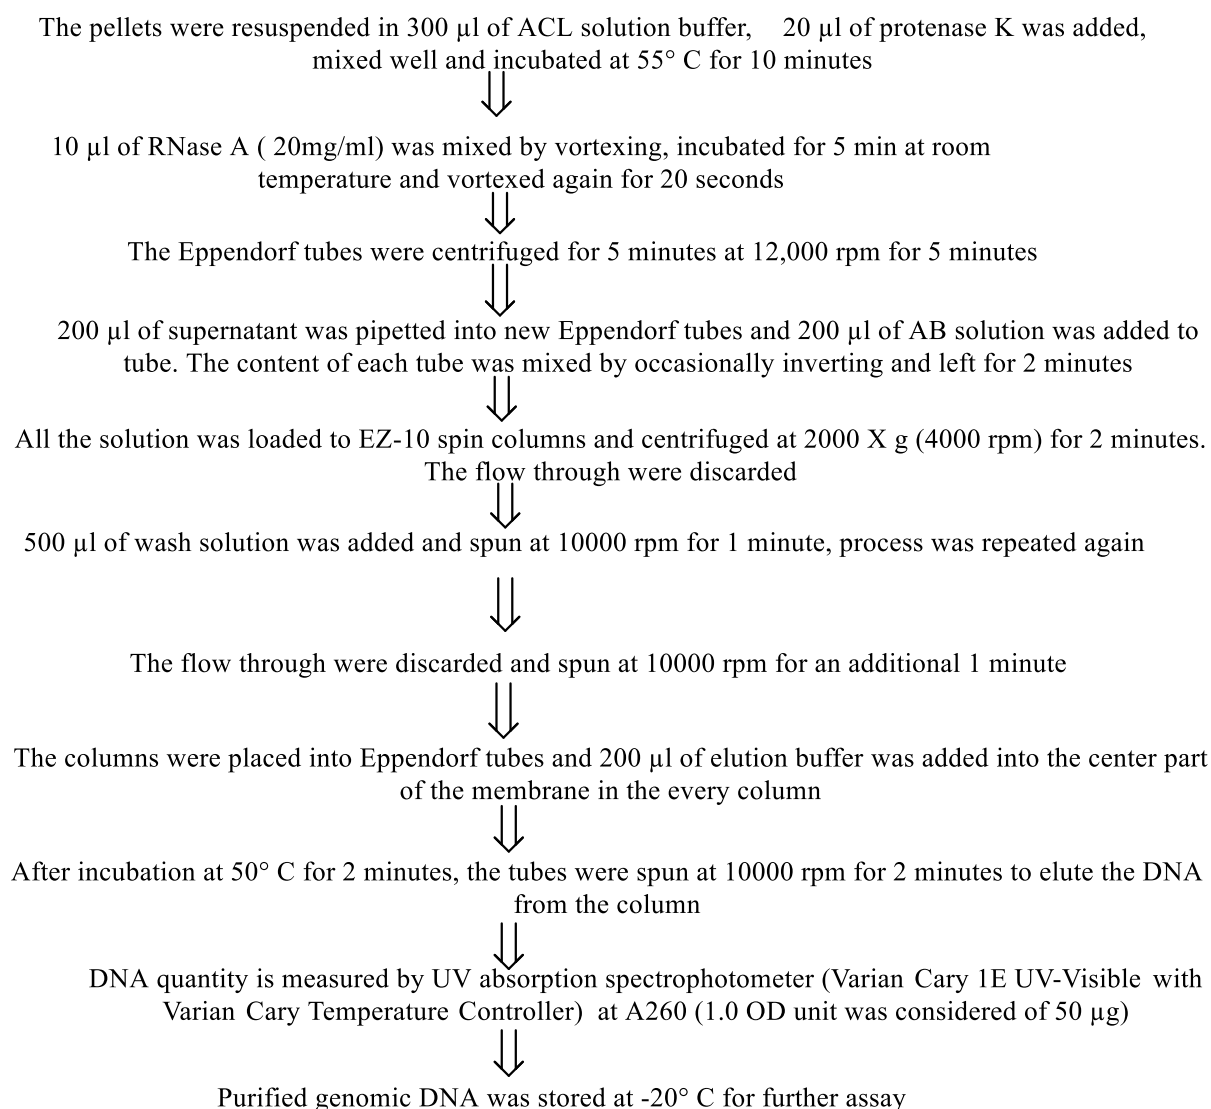 The pellets were resuspended in 300 µl of ACL solution buffer, 20 µl of protenase K was added,
mixed well and incubated at 55° C for 10 minutes
10 µl of RNase A ( 20mg/ml) was mixed by vortexing, incubated for 5 min at room
temperature and vortexed again for 20 seconds
The Eppendorf tubes were centrifuged for 5 minutes at 12,000 rpm for 5 minutes
200 µl of supernatant was pipetted into new Eppendorf tubes and 200 µl of AB solution was added to
tube. The content of each tube was mixed by occasionally inverting and left for 2 minutes
All the solution was loaded to EZ-10 spin columns and centrifuged at 2000 X g (4000 rpm) for 2 minutes.
The flow through were discarded
500 µl of wash solution was added and spun at 10000 rpm for 1 minute, process was repeated again
The flow through were discarded and spun at 10000 rpm for an additional 1 minute
The columns were placed into Eppendorf tubes and 200 µl of elution buffer was added into the center part
of the membrane in the every column
After incubation at 50° C for 2 minutes, the tubes were spun at 10000 rpm for 2 minutes to elute the DNA
from the column
DNA quantity is measured by UV absorption spectrophotometer (Varian Cary 1E UV-Visible with
Varian Cary Temperature Controller) at A260 (1.0 OD unit was considered of 50 µg)
Purified genomic DNA was stored at -20° C for further assay